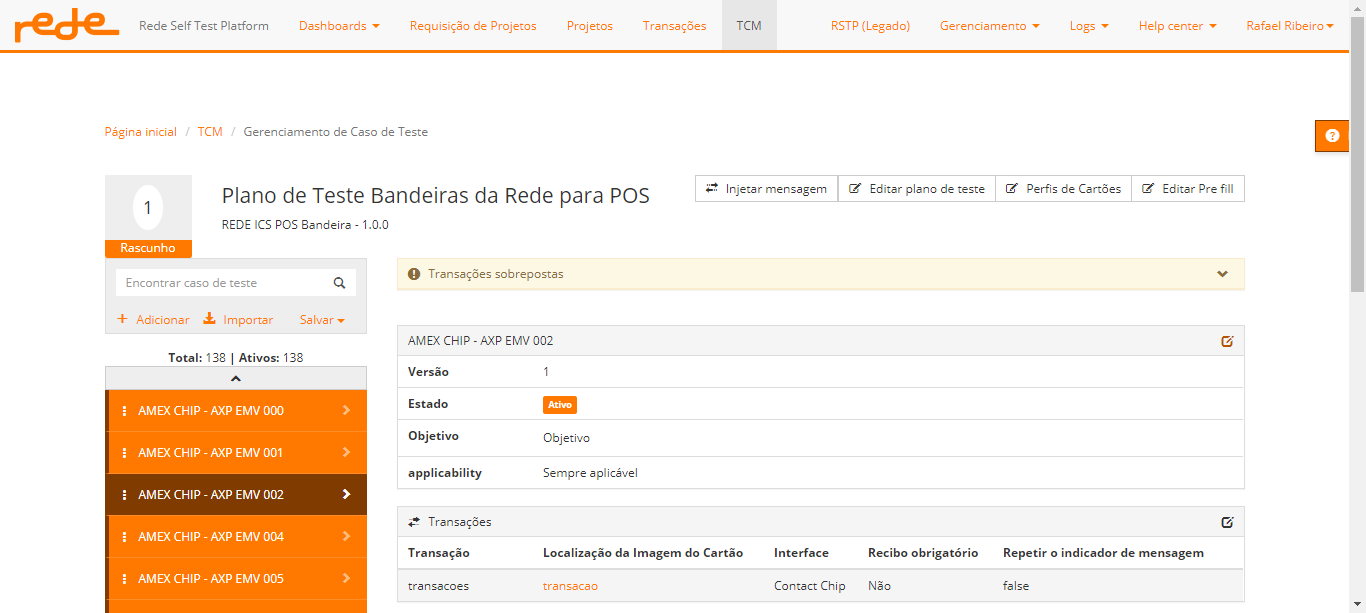 rede Rede Self Test Platform Dashboards Requisição de Projetos Projetos Transações TCM RSTP (Legado) Gerenciamento Logs Help center Rafael Ribeiro
Página inicial / TCM / Gerenciamento de Caso de Teste
1
Rascunho
Plano de Teste Bandeiras da Rede para POS
REDE ICS POS Bandeira - 1.0.0
Injetar mensagem Editar plano de teste Perfis de Cartões Editar Pre fill
Encontrar caso de teste
+ Adicionar Importar Salvar
Total: 138 | Ativos: 138
AMEX CHIP - AXP EMV 000
AMEX CHIP - AXP EMV 001
AMEX CHIP - AXP EMV 002
AMEX CHIP - AXP EMV 004
AMEX CHIP - AXP EMV 005
Transações sobrepostas
AMEX CHIP - AXP EMV 002
Versão 1
Estado Ativo
Objetivo Objetivo
applicability Sempre aplicável
Transações
Transação Localização da Imagem do Cartão Interface Recibo obrigatório Repetir o indicador de mensagem
transacoes transacao Contact Chip Não false